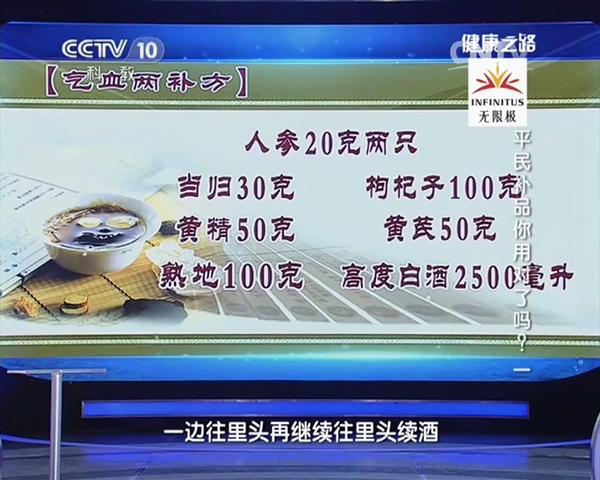 CCTV 10
科教
健康之路
CNTV
【气血两补方】
INFINITUS
无限极
人参20克两只
当归30克 枸杞子100克
黄精50克 黄芪50克
熟地100克 高度白酒2500毫升
平民补品你用对了吗？一
一边往里头再继续往里头续酒